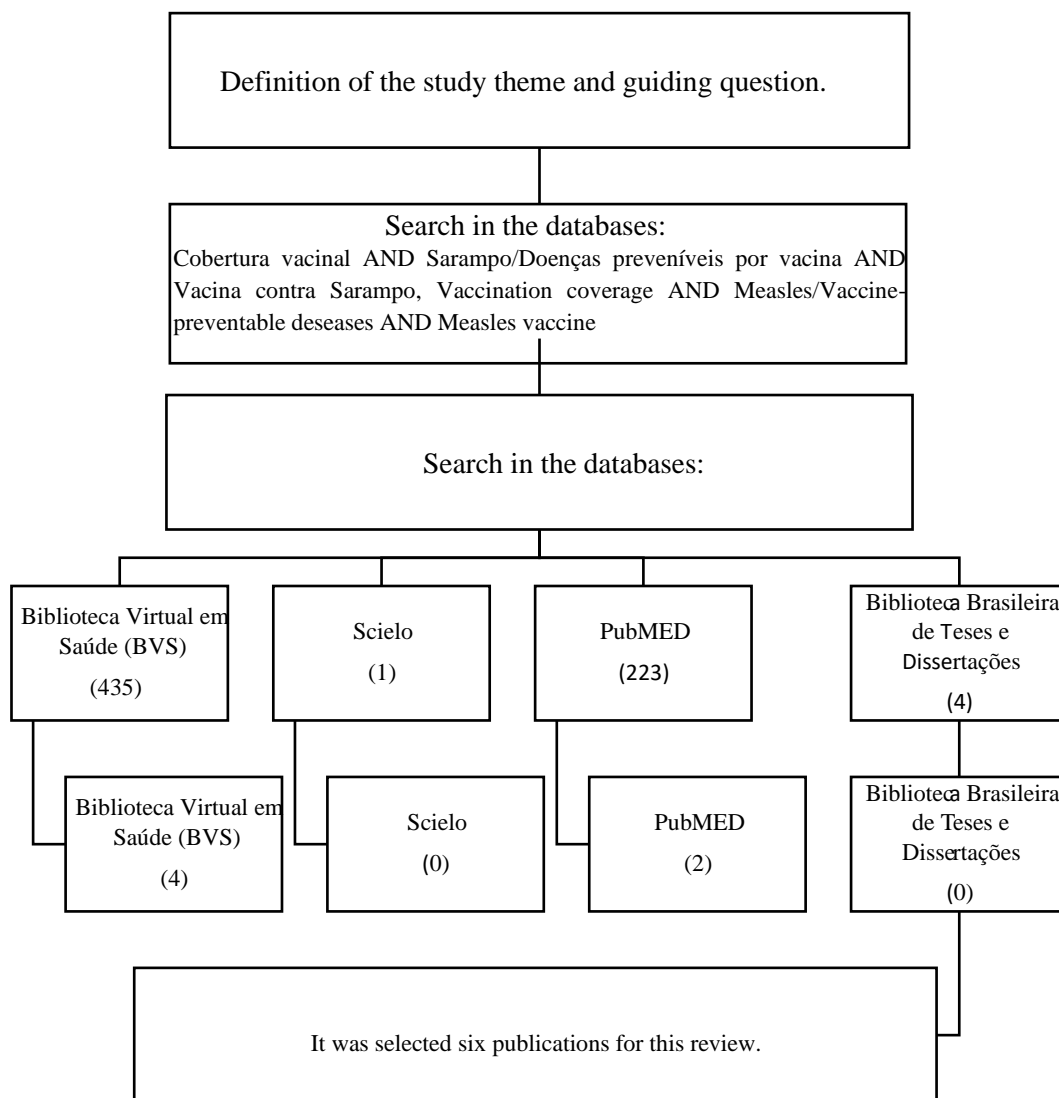 Definition of the study theme and guiding question.
Search in the databases:
Cobertura vacinal AND Sarampo/Doenças preveníveis por vacina AND
Vacina contra Sarampo, Vaccination coverage AND Measles/Vaccine-
preventable deseases AND Measles vaccine
Search in the databases:
Biblioteca Virtual em
Saúde (BVS)
(435)
Scielo
(1)
PubMED
(223)
Biblioteca Brasileira
de Teses e
Dissertações
(4)
Biblioteca Virtual em
Saúde (BVS)
(4)
Scielo
(0)
PubMED
(2)
Biblioteca Brasileira
de Teses e
Dissertações
(0)
It was selected six publications for this review.